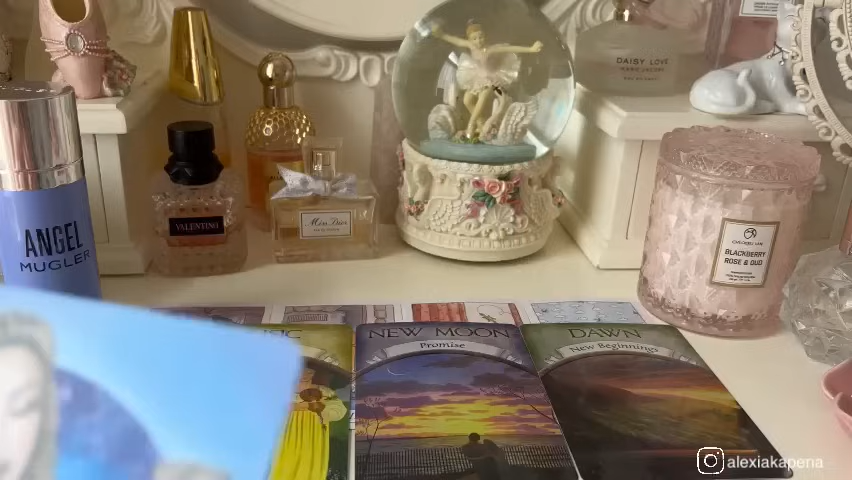 DAISY LOVE
MARC JACOBS
VALENTINO
Miss Dior
ANGEL
MUGLER
BLACKBERRY
ROSE & OUD
NEW MOON
Promise
DAWN
New Beginnings
alexiakapena